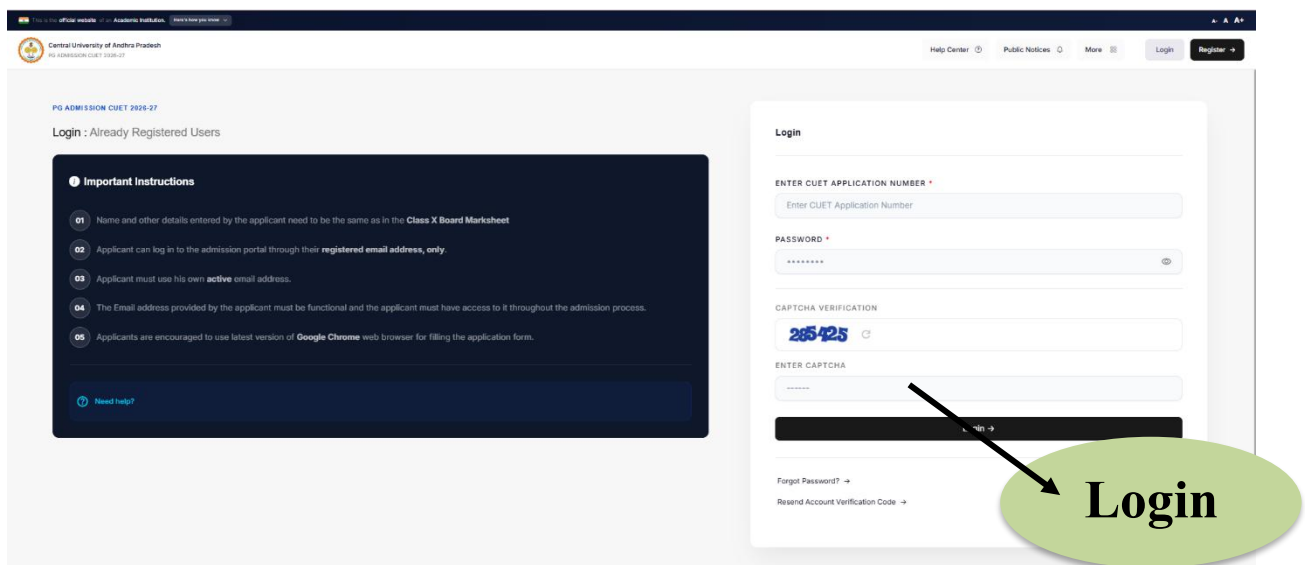 This is the official website of an Academic Institution. Here's how you know
A- A A+
Central University of Andhra Pradesh
PG ADMISSION CUET 2026-27
Help Center
Public Notices
More
Login
Register →
PG ADMISSION CUET 2026-27
Login : Already Registered Users
Important Instructions
01 Name and other details entered by the applicant need to be the same as in the Class X Board Marksheet
02 Applicant can log in to the admission portal through their registered email address, only.
03 Applicant must use his own active email address.
04 The Email address provided by the applicant must be functional and the applicant must have access to it throughout the admission process.
05 Applicants are encouraged to use latest version of Google Chrome web browser for filling the application form.
Need help?
Login
ENTER CUET APPLICATION NUMBER *
Enter CUET Application Number
PASSWORD *
••••••••
CAPTCHA VERIFICATION
285425
ENTER CAPTCHA
------
Login →
Forgot Password? →
Resend Account Verification Code →
Login